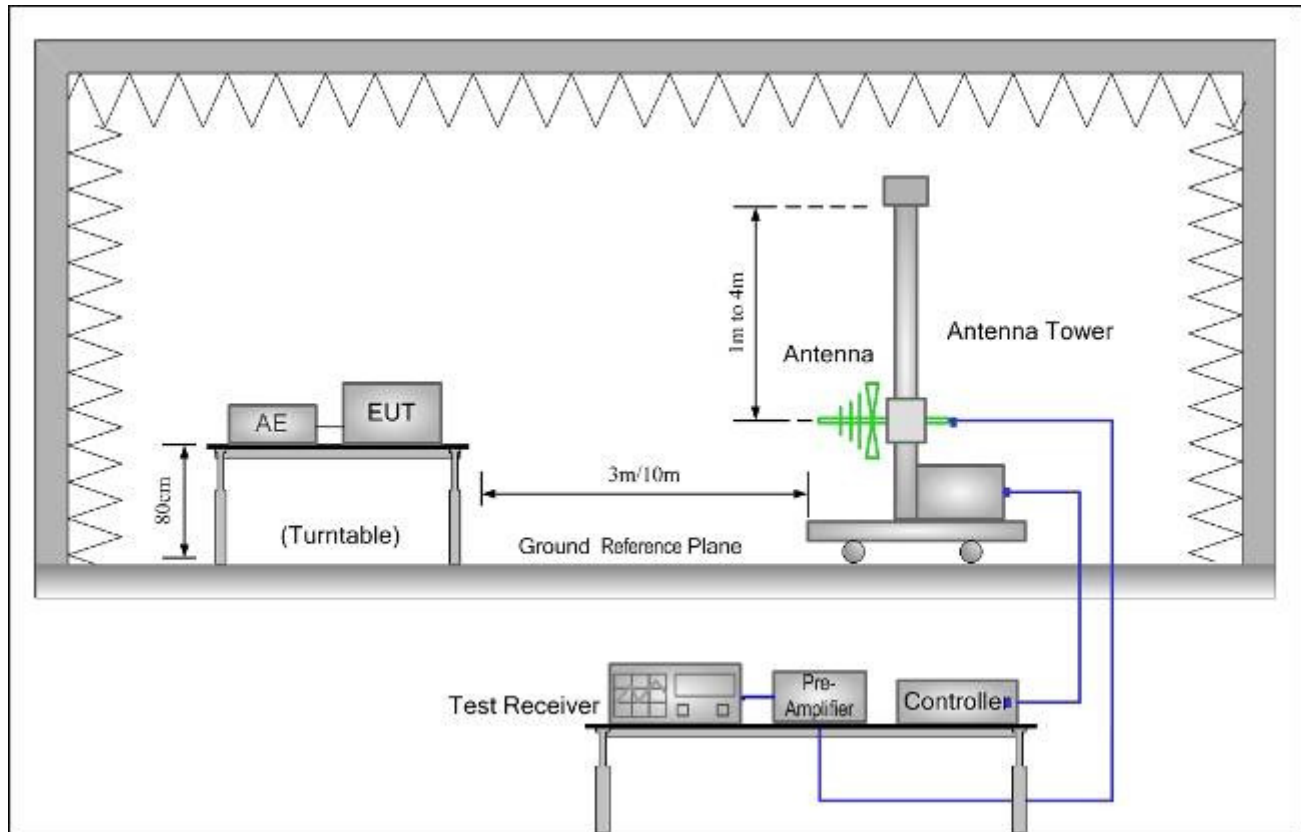 1m to 4m
Antenna Tower
Antenna
AE
EUT
80cm
3m/10m
(Turntable)
Ground Reference Plane
Test Receiver
Pre-
Amplifier
Controller